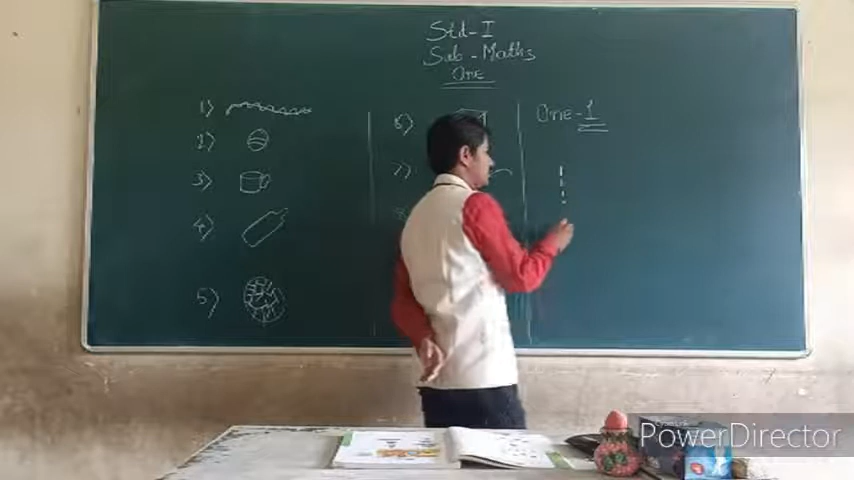 Std-I
Sub-Maths
One
1)
2)
3)
4)
5)
6)
7)
One-1
PowerDirector